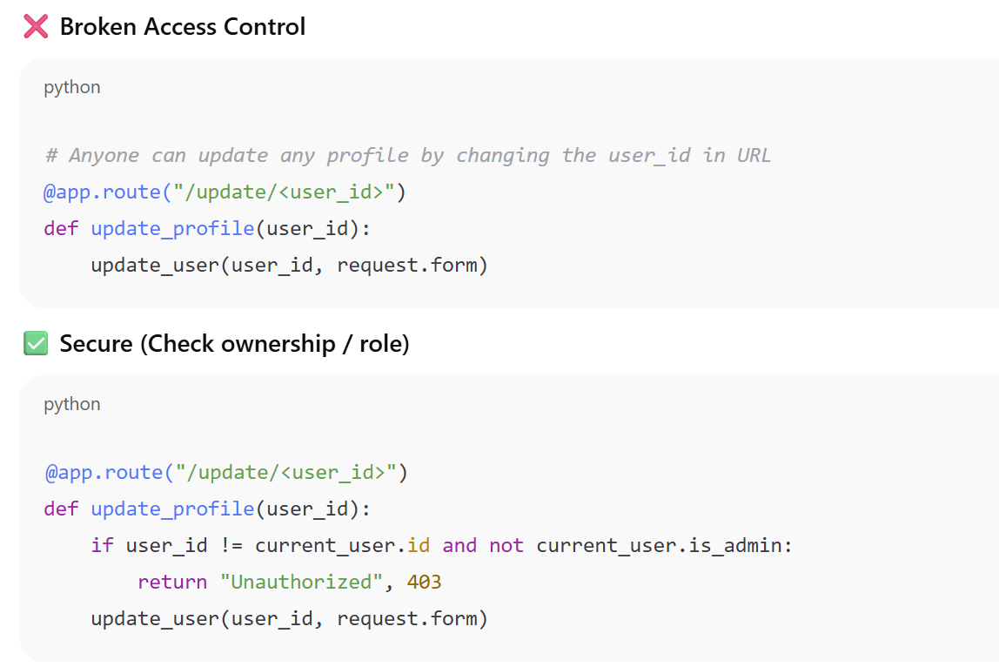 ❌ Broken Access Control
python
# Anyone can update any profile by changing the user_id in URL
@app.route("/update/<user_id>")
def update_profile(user_id):
    update_user(user_id, request.form)
✅ Secure (Check ownership / role)
python
@app.route("/update/<user_id>")
def update_profile(user_id):
    if user_id != current_user.id and not current_user.is_admin:
        return "Unauthorized", 403
    update_user(user_id, request.form)